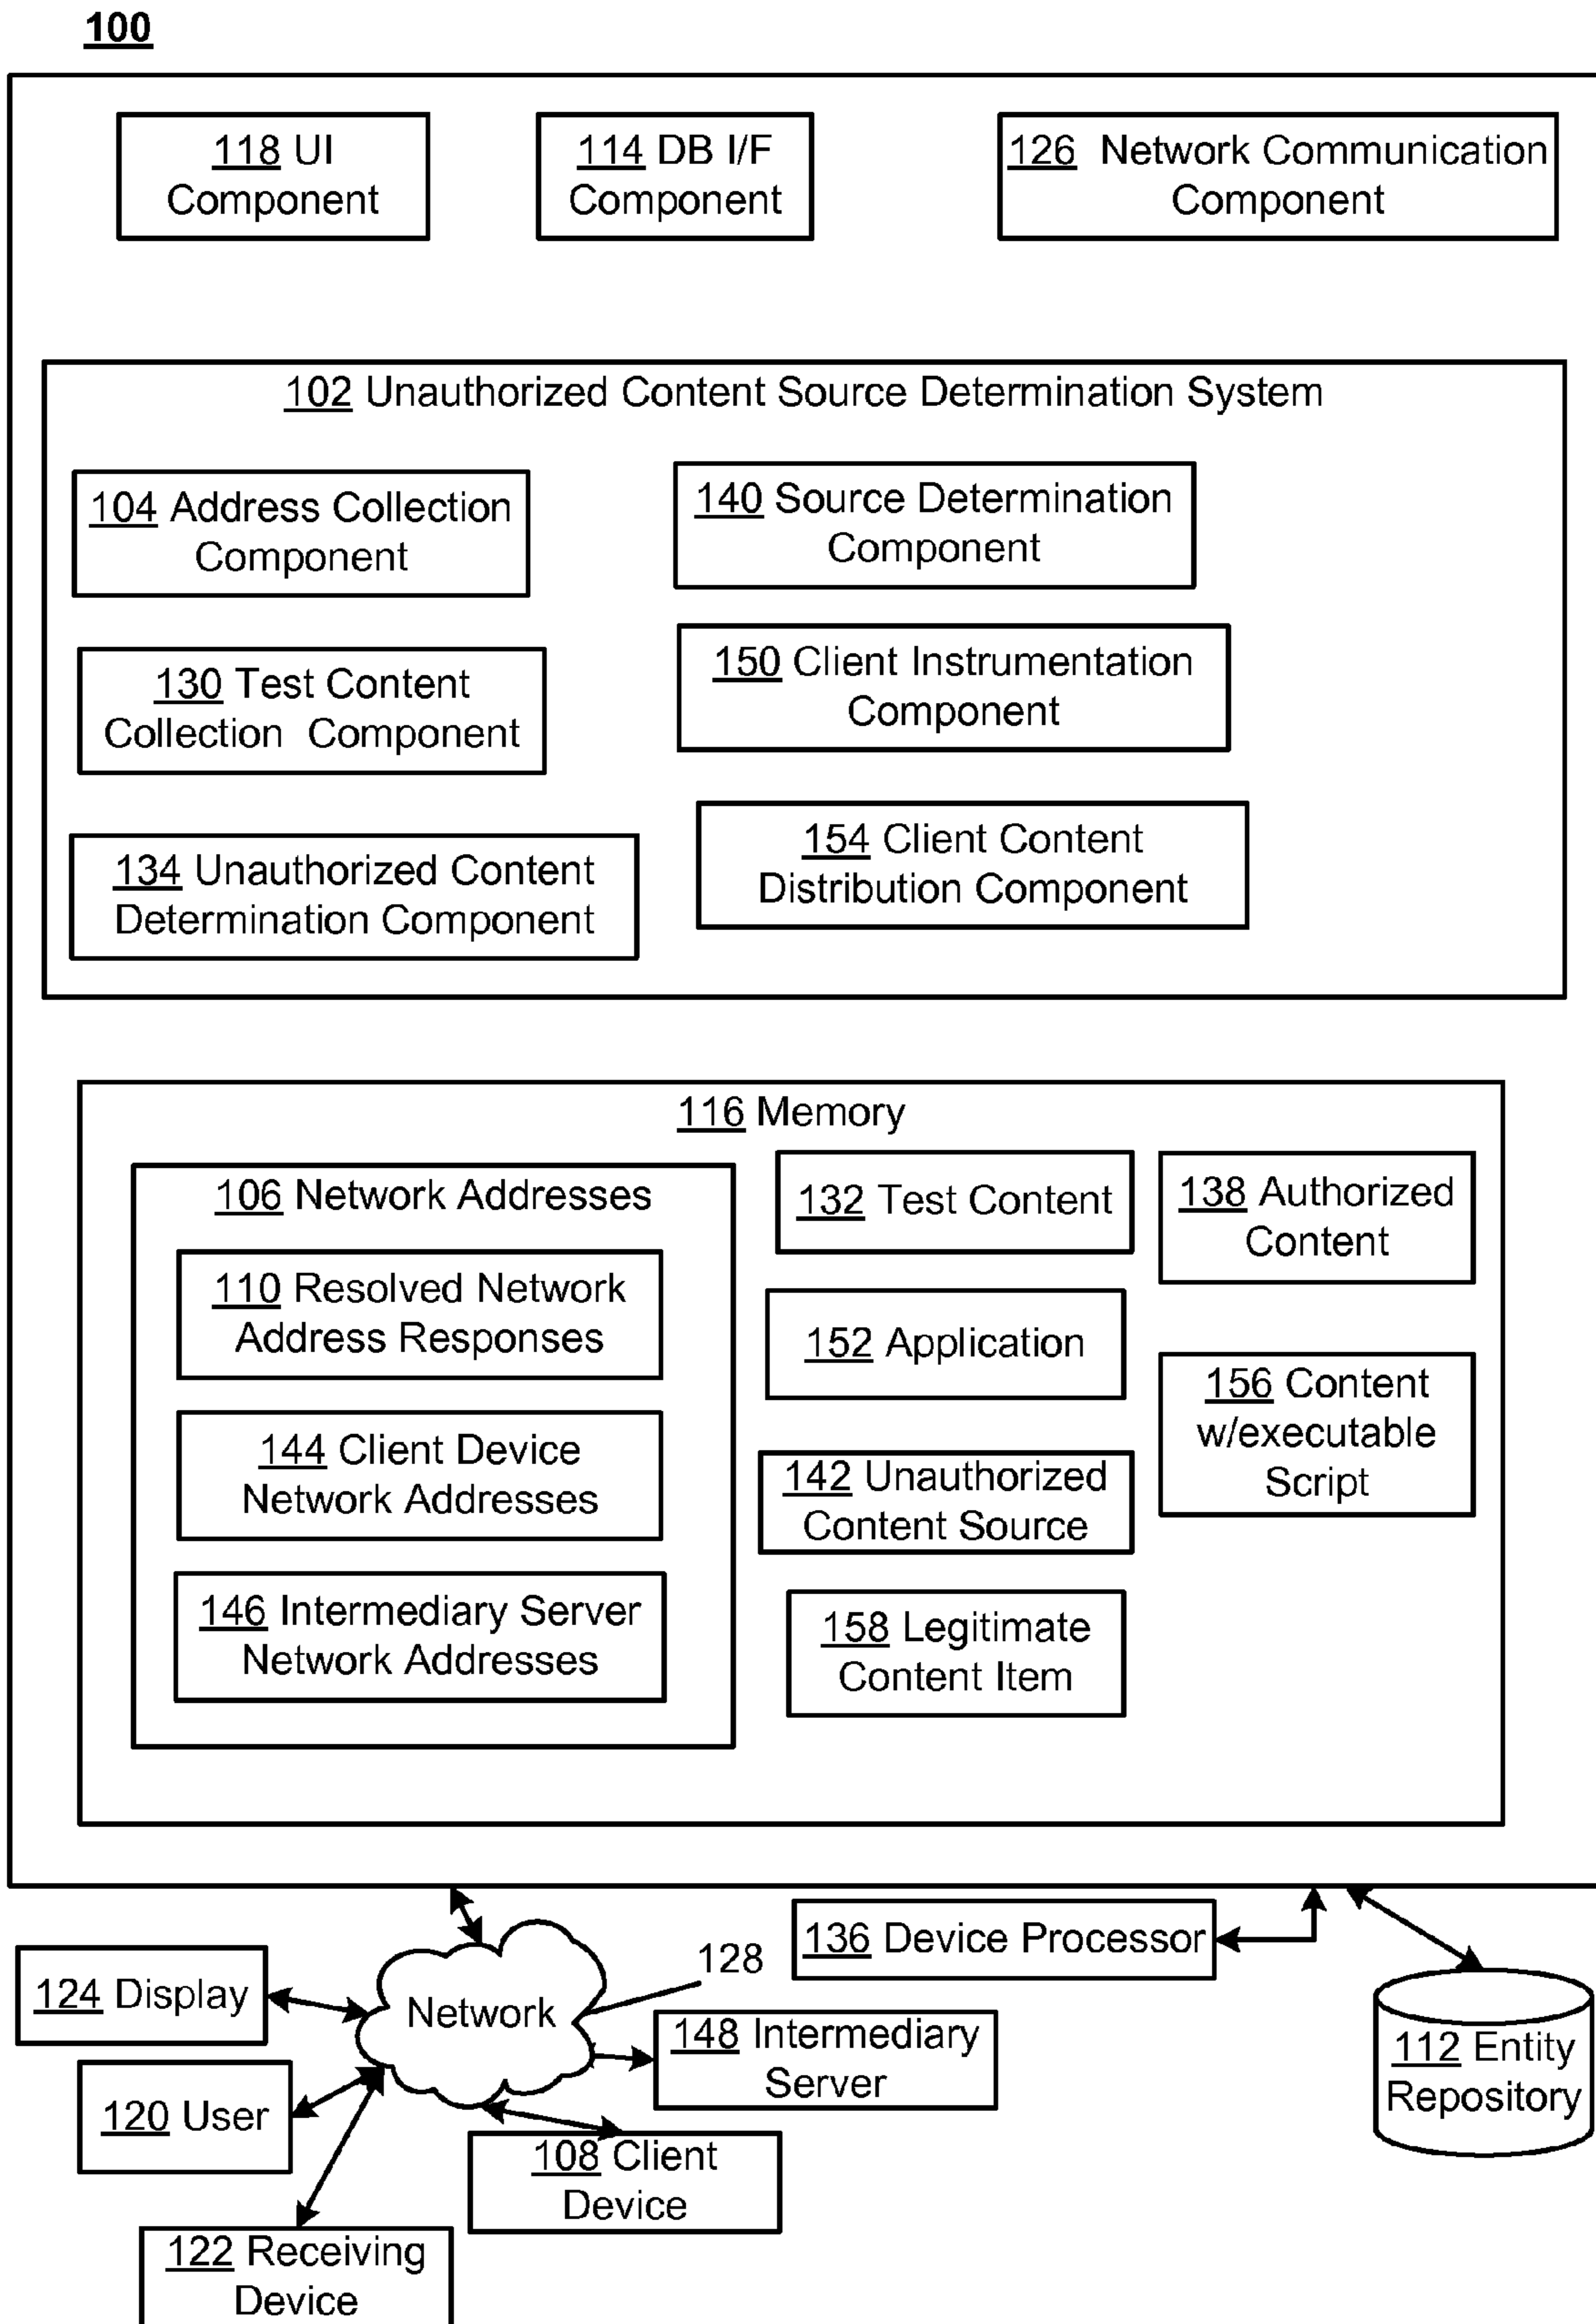 100
118 UI
Component
114 DB I/F
Component
126 Network Communication
Component
102 Unauthorized Content Source Determination System
104 Address Collection
Component
140 Source Determination
Component
130 Test Content
Collection Component
150 Client Instrumentation
Component
134 Unauthorized Content
Determination Component
154 Client Content
Distribution Component
116 Memory
106 Network Addresses
110 Resolved Network
Address Responses
144 Client Device
Network Addresses
146 Intermediary Server
Network Addresses
132 Test Content
152 Application
142 Unauthorized
Content Source
158 Legitimate
Content Item
138 Authorized
Content
156 Content
w/executable
Script
136 Device Processor
128
124 Display
Network
148 Intermediary
Server
112 Entity
Repository
120 User
108 Client
Device
122 Receiving
Device